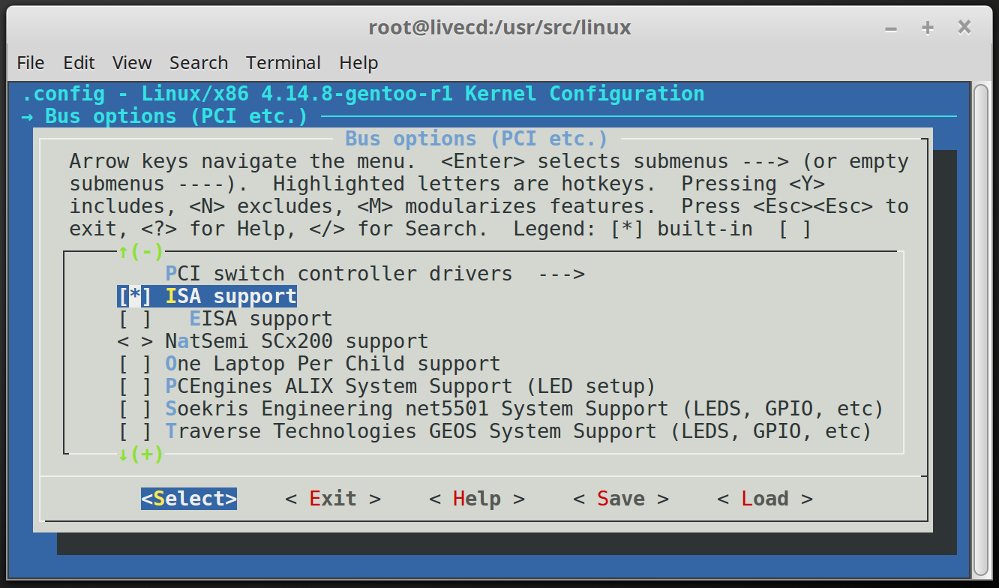 root@livecd:/usr/src/linux
File Edit View Search Terminal Help
.config - Linux/x86 4.14.8-gentoo-r1 Kernel Configuration
→ Bus options (PCI etc.)
Bus options (PCI etc.)
Arrow keys navigate the menu.  <Enter> selects submenus ---> (or empty
submenus ----).  Highlighted letters are hotkeys.  Pressing <Y>
includes, <N> excludes, <M> modularizes features.  Press <Esc><Esc> to
exit, <?> for Help, </> for Search.  Legend: [*] built-in  [ ]
↑(-)
PCI switch controller drivers  --->
[*] ISA support
[ ]   EISA support
< > NatSemi SCx200 support
[ ] One Laptop Per Child support
[ ] PCEngines ALIX System Support (LED setup)
[ ] Soekris Engineering net5501 System Support (LEDS, GPIO, etc)
[ ] Traverse Technologies GEOS System Support (LEDS, GPIO, etc)
↓(+)
<Select>    < Exit >    < Help >    < Save >    < Load >